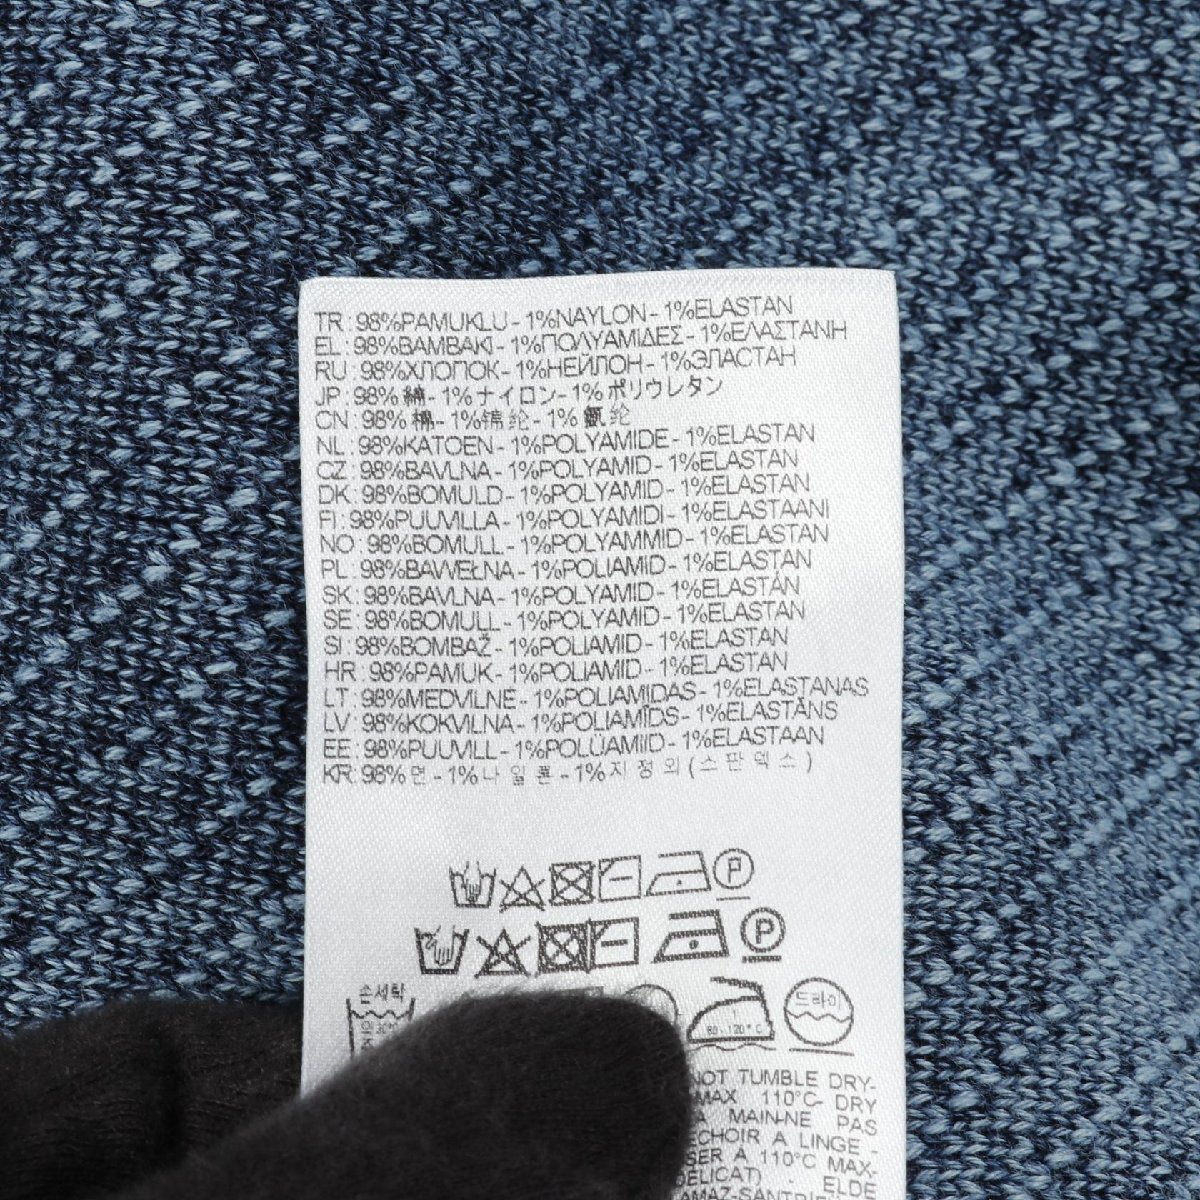 TR: 98%PAMUKLU - 1%NAYLON - 1%ELASTAN
EL: 98%ΒΑΜΒΑΚΙ - 1%ΠΟΛΥΑΜΙΔΕΣ - 1%ΕΛΑΣΤΑΝΗ
RU: 98%ХЛОПОК - 1%НЕЙЛОН - 1%ЭЛАСТАН
JP: 98% 綿 - 1% ナイロン - 1% ポリウレタン
CN: 98% 棉 - 1%锦纶 - 1% 氨纶
NL: 98%KATOEN - 1%POLYAMIDE - 1%ELASTAN
CZ: 98%BAVLNA - 1%POLYAMID - 1%ELASTAN
DK: 98%BOMULD - 1%POLYAMID - 1%ELASTAN
FI: 98%PUUVILLA - 1%POLYAMIDI - 1%ELASTAANI
NO: 98%BOMULL - 1%POLYAMMID - 1%ELASTAN
PL: 98%BAWEŁNA - 1%POLIAMID - 1%ELASTAN
SK: 98%BAVLNA - 1%POLYAMID - 1%ELASTÁN
SE: 98%BOMULL - 1%POLYAMID - 1%ELASTAN
SI: 98%BOMBAŽ - 1%POLIAMID - 1%ELASTAN
HR: 98%PAMUK - 1%POLIAMID - 1%ELASTAN
LT: 98%MEDVILNE - 1%POLIAMIDAS - 1%ELASTANAS
LV: 98%KOKVILNA - 1%POLIAMĪDS - 1%ELASTĀNS
EE: 98%PUUVILL - 1%POLÜAMIID - 1%ELASTAAN
KR: 98% 면 - 1% 나일론 - 1% 지정외 (스판덱스)
P
P
손세탁
30℃
1
80-120°C
드라이
NOT TUMBLE DRY-
MAX 110°C- DRY
A MAIN-NE PAS
SECHOIR A LINGE -
A 110°C MAX-
DELICAT) - ELDE